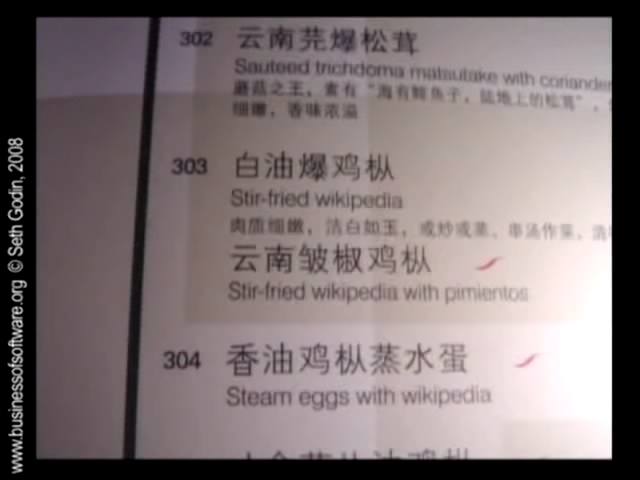 302 云南芫爆松茸
Sauteed trichdoma matsutake with coriander
蘑菇之王，素有“海有鲱鱼子，陆地上的松茸”，
细嫩，香味浓溢
303 白油爆鸡枞
Stir-fried wikipedia
肉质细嫩，洁白如玉，或炒或蒸、串汤作菜，清
云南皱椒鸡枞
Stir-fried wikipedia with pimientos
304 香油鸡枞蒸水蛋
Steam eggs with wikipedia
www.businessofsoftware.org © Seth Godin, 2008